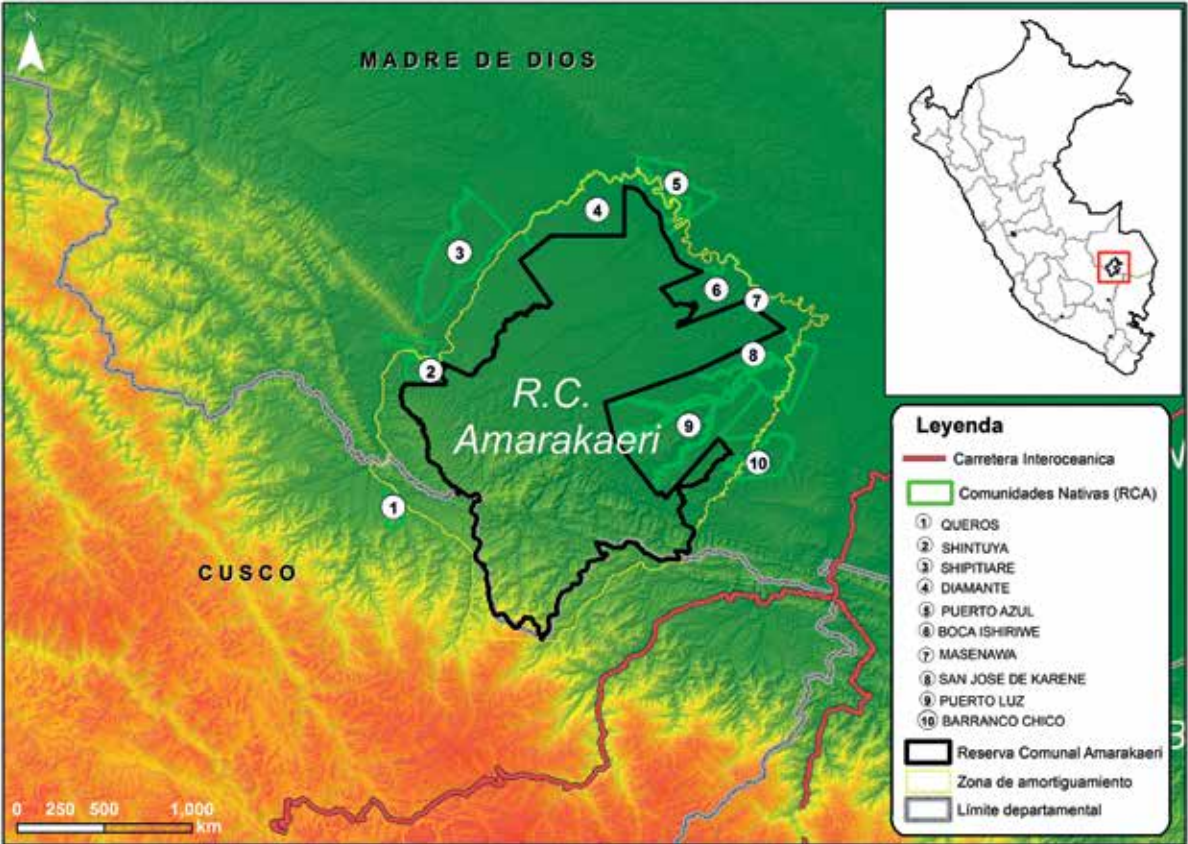 N
MADRE DE DIOS
5
4
3
6
7
8
2
R.C.
Amarakaeri
9
10
1
CUSCO
0 250 500 1,000
km
Leyenda
Carretera Interoceanica
Comunidades Nativas (RCA)
1 QUEROS
2 SHINTUYA
3 SHIPITIARE
4 DIAMANTE
5 PUERTO AZUL
6 BOCA ISHIRIWE
7 MASENAWA
8 SAN JOSE DE KARENE
9 PUERTO LUZ
10 BARRANCO CHICO
Reserva Comunal Amarakaeri
Zona de amortiguamiento
Límite departamental